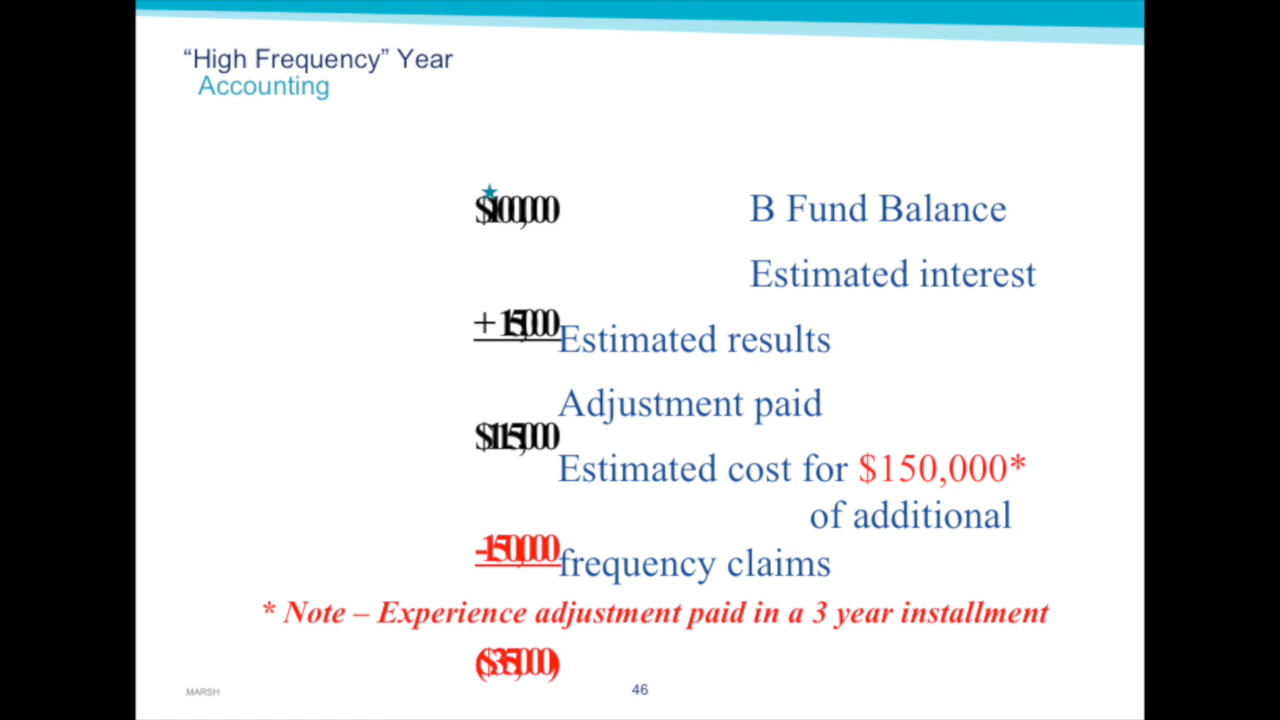 “High Frequency” Year
Accounting
$100,000 B Fund Balance
Estimated interest
+ 15,000 Estimated results
Adjustment paid
$115,000
Estimated cost for $150,000*
of additional
-150,000 frequency claims
* Note – Experience adjustment paid in a 3 year installment
($35,000)
MARSH 46